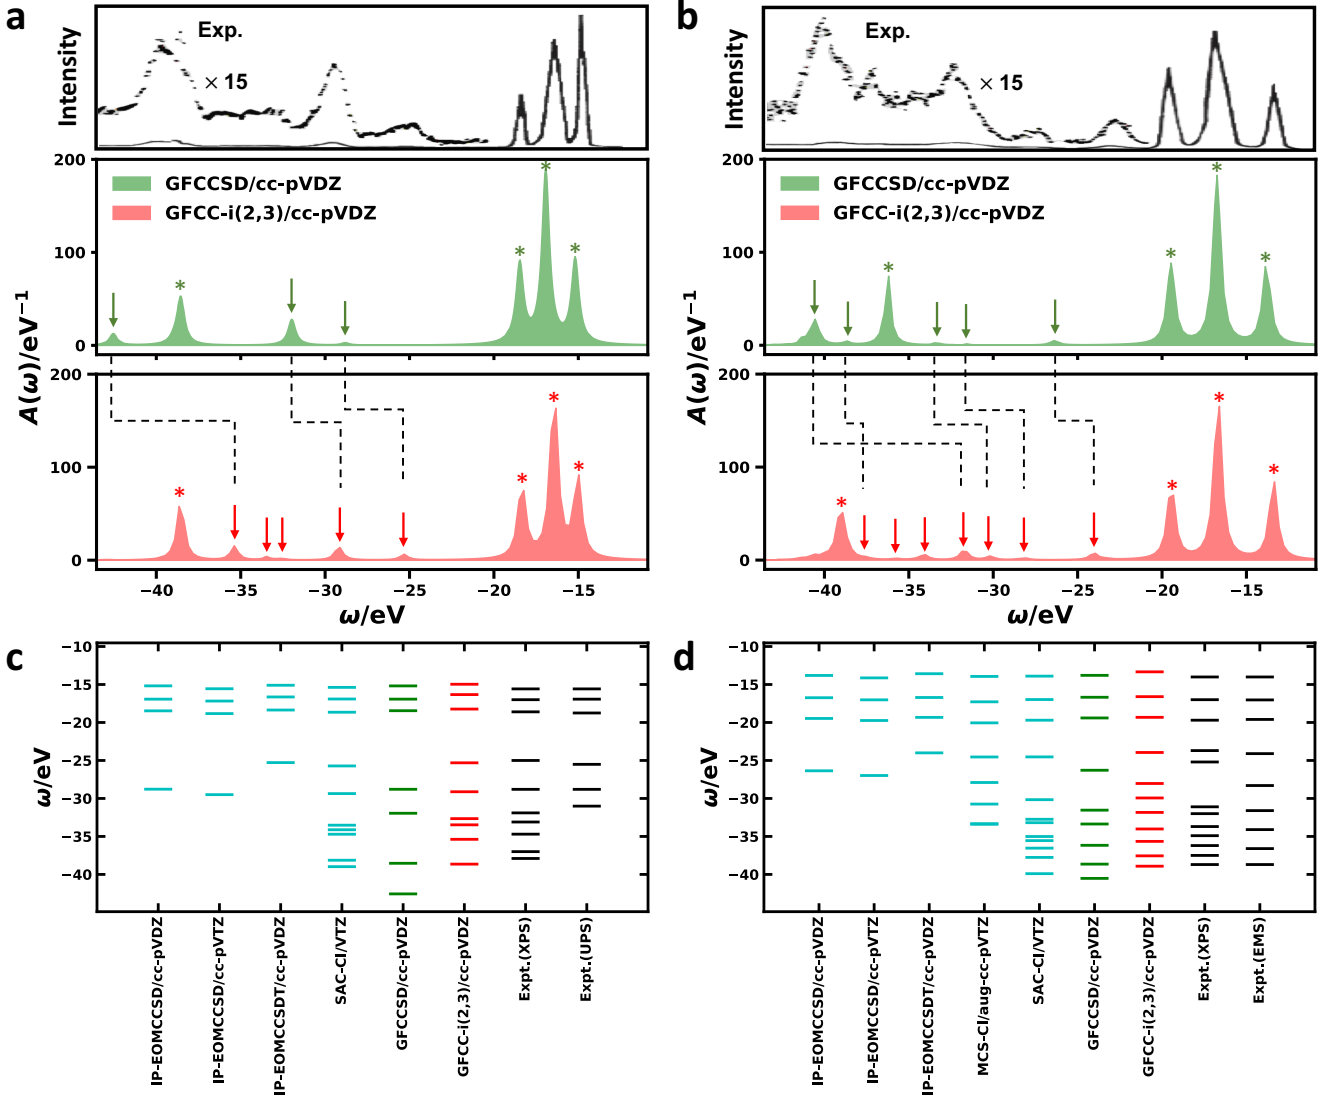 a
Intensity
Exp.
× 15
200
100
0
GFCCSD/cc-pVDZ
GFCC-i(2,3)/cc-pVDZ
A(ω)/eV⁻¹
200
100
0
−40
−35
−30
−25
−20
−15
ω/eV
b
Intensity
Exp.
× 15
200
100
0
GFCCSD/cc-pVDZ
GFCC-i(2,3)/cc-pVDZ
A(ω)/eV⁻¹
200
100
0
−40
−35
−30
−25
−20
−15
ω/eV
c
ω/eV
−10
−15
−20
−25
−30
−35
−40
IP-EOMCCSD/cc-pVDZ
IP-EOMCCSD/cc-pVTZ
IP-EOMCCSDT/cc-pVDZ
SAC-CI/VTZ
GFCCSD/cc-pVDZ
GFCC-i(2,3)/cc-pVDZ
Expt.(XPS)
Expt.(UPS)
d
ω/eV
−10
−15
−20
−25
−30
−35
−40
IP-EOMCCSD/cc-pVDZ
IP-EOMCCSD/cc-pVTZ
IP-EOMCCSDT/cc-pVDZ
MCS-CI/aug-cc-pVTZ
SAC-CI/VTZ
GFCCSD/cc-pVDZ
GFCC-i(2,3)/cc-pVDZ
Expt.(XPS)
Expt.(EMS)